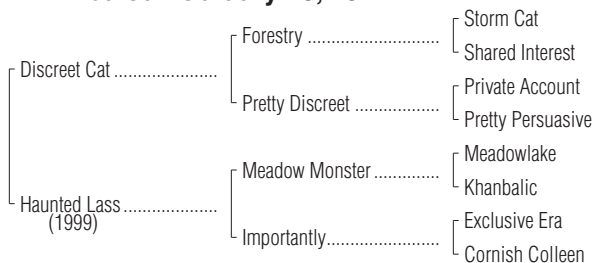 Storm Cat
Forestry
Shared Interest
Discreet Cat
Private Account
Pretty Discreet
Pretty Persuasive
Meadowlake
Meadow Monster
Khanbalic
Haunted Lass
(1999)
Exclusive Era
Importantly
Cornish Colleen